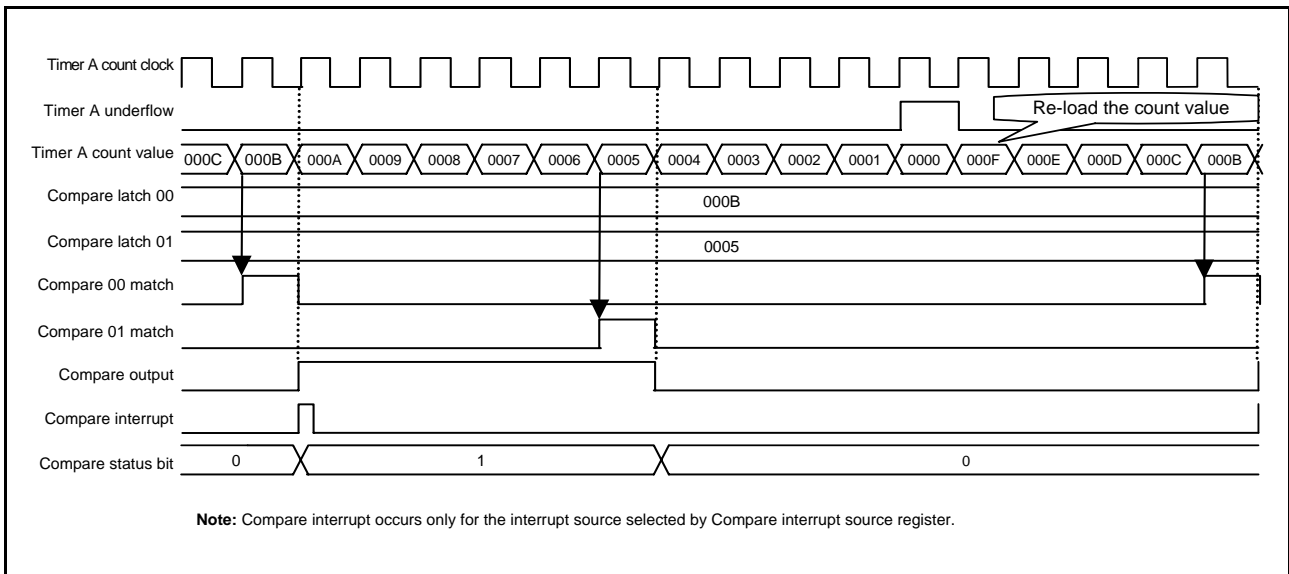 Timer A count clock
Timer A underflow
Re-load the count value
Timer A count value 000C 000B 000A 0009 0008 0007 0006 0005 0004 0003 0002 0001 0000 000F 000E 000D 000C 000B
Compare latch 00 000B
Compare latch 01 0005
Compare 00 match
Compare 01 match
Compare output
Compare interrupt
Compare status bit 0 1 0
Note: Compare interrupt occurs only for the interrupt source selected by Compare interrupt source register.